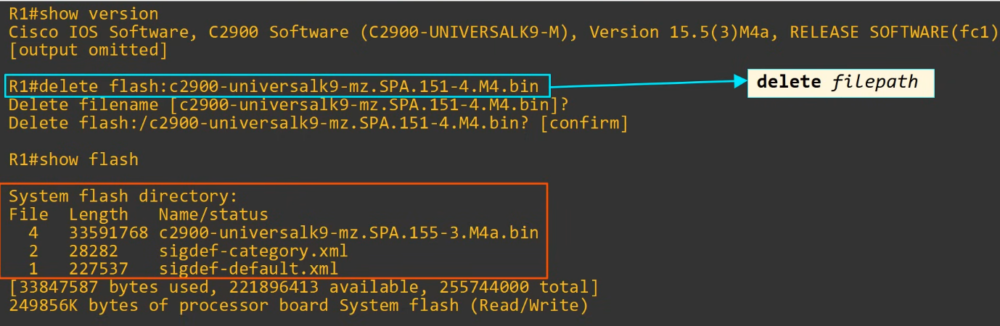 R1#show version
Cisco IOS Software, C2900 Software (C2900-UNIVERSALK9-M), Version 15.5(3)M4a, RELEASE SOFTWARE(fc1)
[output omitted]
R1#delete flash:c2900-universalk9-mz.SPA.151-4.M4.bin
delete filepath
Delete filename [c2900-universalk9-mz.SPA.151-4.M4.bin]?
Delete flash:/c2900-universalk9-mz.SPA.151-4.M4.bin? [confirm]
R1#show flash
System flash directory:
File  Length   Name/status
  4   33591768 c2900-universalk9-mz.SPA.155-3.M4a.bin
  2   28282    sigdef-category.xml
  1   227537   sigdef-default.xml
[33847587 bytes used, 221896413 available, 255744000 total]
249856K bytes of processor board System flash (Read/Write)